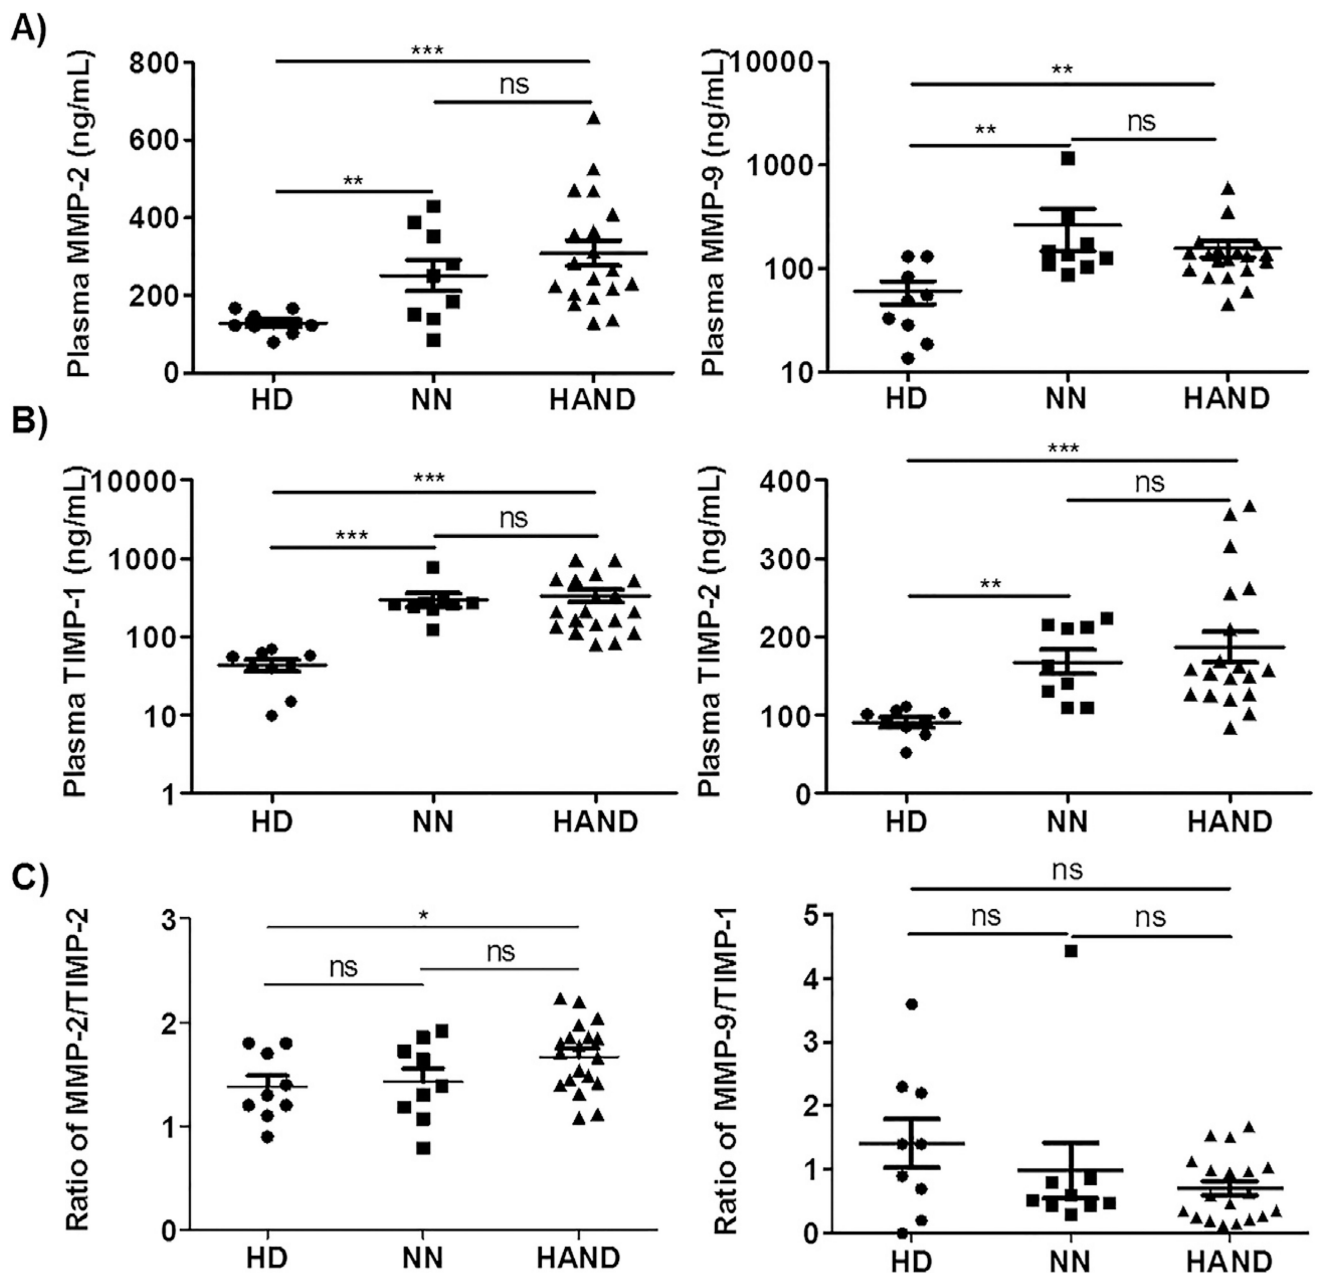 A)
Plasma MMP-2 (ng/mL)
800
600
400
200
0
***
ns
**
HD NN HAND
Plasma MMP-9 (ng/mL)
10000
1000
100
10
**
**
ns
HD NN HAND
B)
Plasma TIMP-1 (ng/mL)
10000
1000
100
10
1
***
***
ns
HD NN HAND
Plasma TIMP-2 (ng/mL)
400
300
200
100
0
***
ns
**
HD NN HAND
C)
Ratio of MMP-2/TIMP-2
3
2
1
0
*
ns
ns
HD NN HAND
Ratio of MMP-9/TIMP-1
5
4
3
2
1
0
ns
ns
ns
HD NN HAND